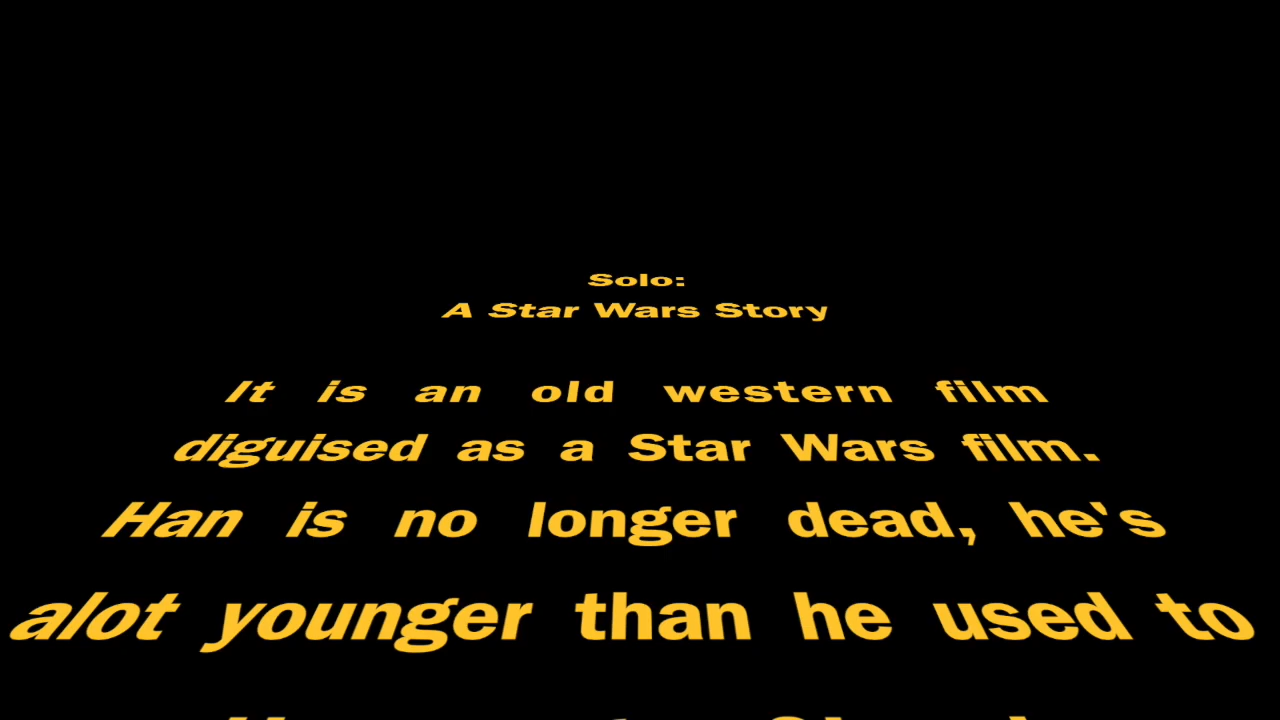 Solo:
A Star Wars Story
It is an old western film
diguised as a Star Wars film.
Han is no longer dead, he's
alot younger than he used to